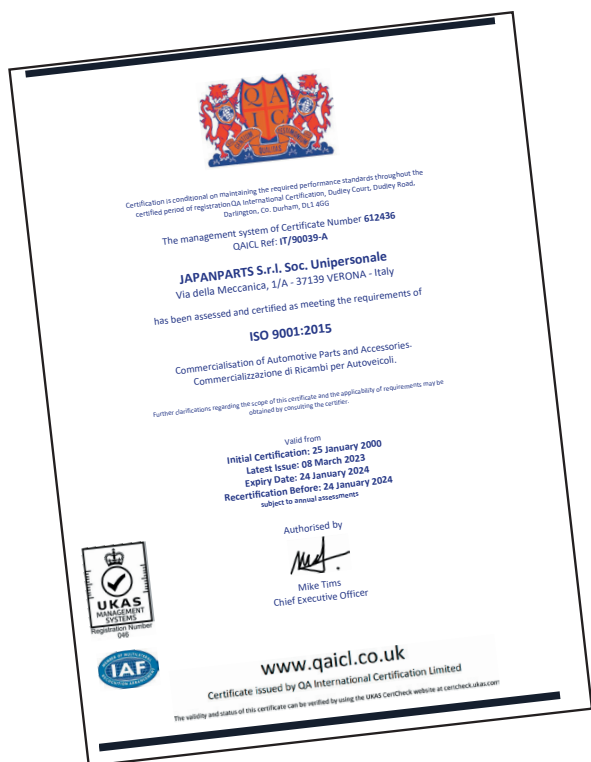 QA
IC
QUALITAS
Certification is conditional on maintaining the required performance standards throughout the
certified period of registrationQA International Certification, Dudley Court, Dudley Road,
Darlington, Co. Durham, DL1 4GG
The management system of Certificate Number 612436
QAICL Ref: IT/90039-A
JAPANPARTS S.r.l. Soc. Unipersonale
Via della Meccanica, 1/A - 37139 VERONA - Italy
has been assessed and certified as meeting the requirements of
ISO 9001:2015
Commercialisation of Automotive Parts and Accessories.
Commercializzazione di Ricambi per Autoveicoli.
Further clarifications regarding the scope of this certificate and the applicability of requirements may be
obtained by consulting the certifier.
Valid from
Initial Certification: 25 January 2000
Latest Issue: 08 March 2023
Expiry Date: 24 January 2024
Recertification Before: 24 January 2024
subject to annual assessments
Authorised by
Mike Tims
Chief Executive Officer
UKAS
MANAGEMENT
SYSTEMS
Registration Number
046
IAF
www.qaicl.co.uk
Certificate issued by QA International Certification Limited
The validity and status of this certificate can be verified by using the UKAS CertCheck website at cercheck.ukas.com